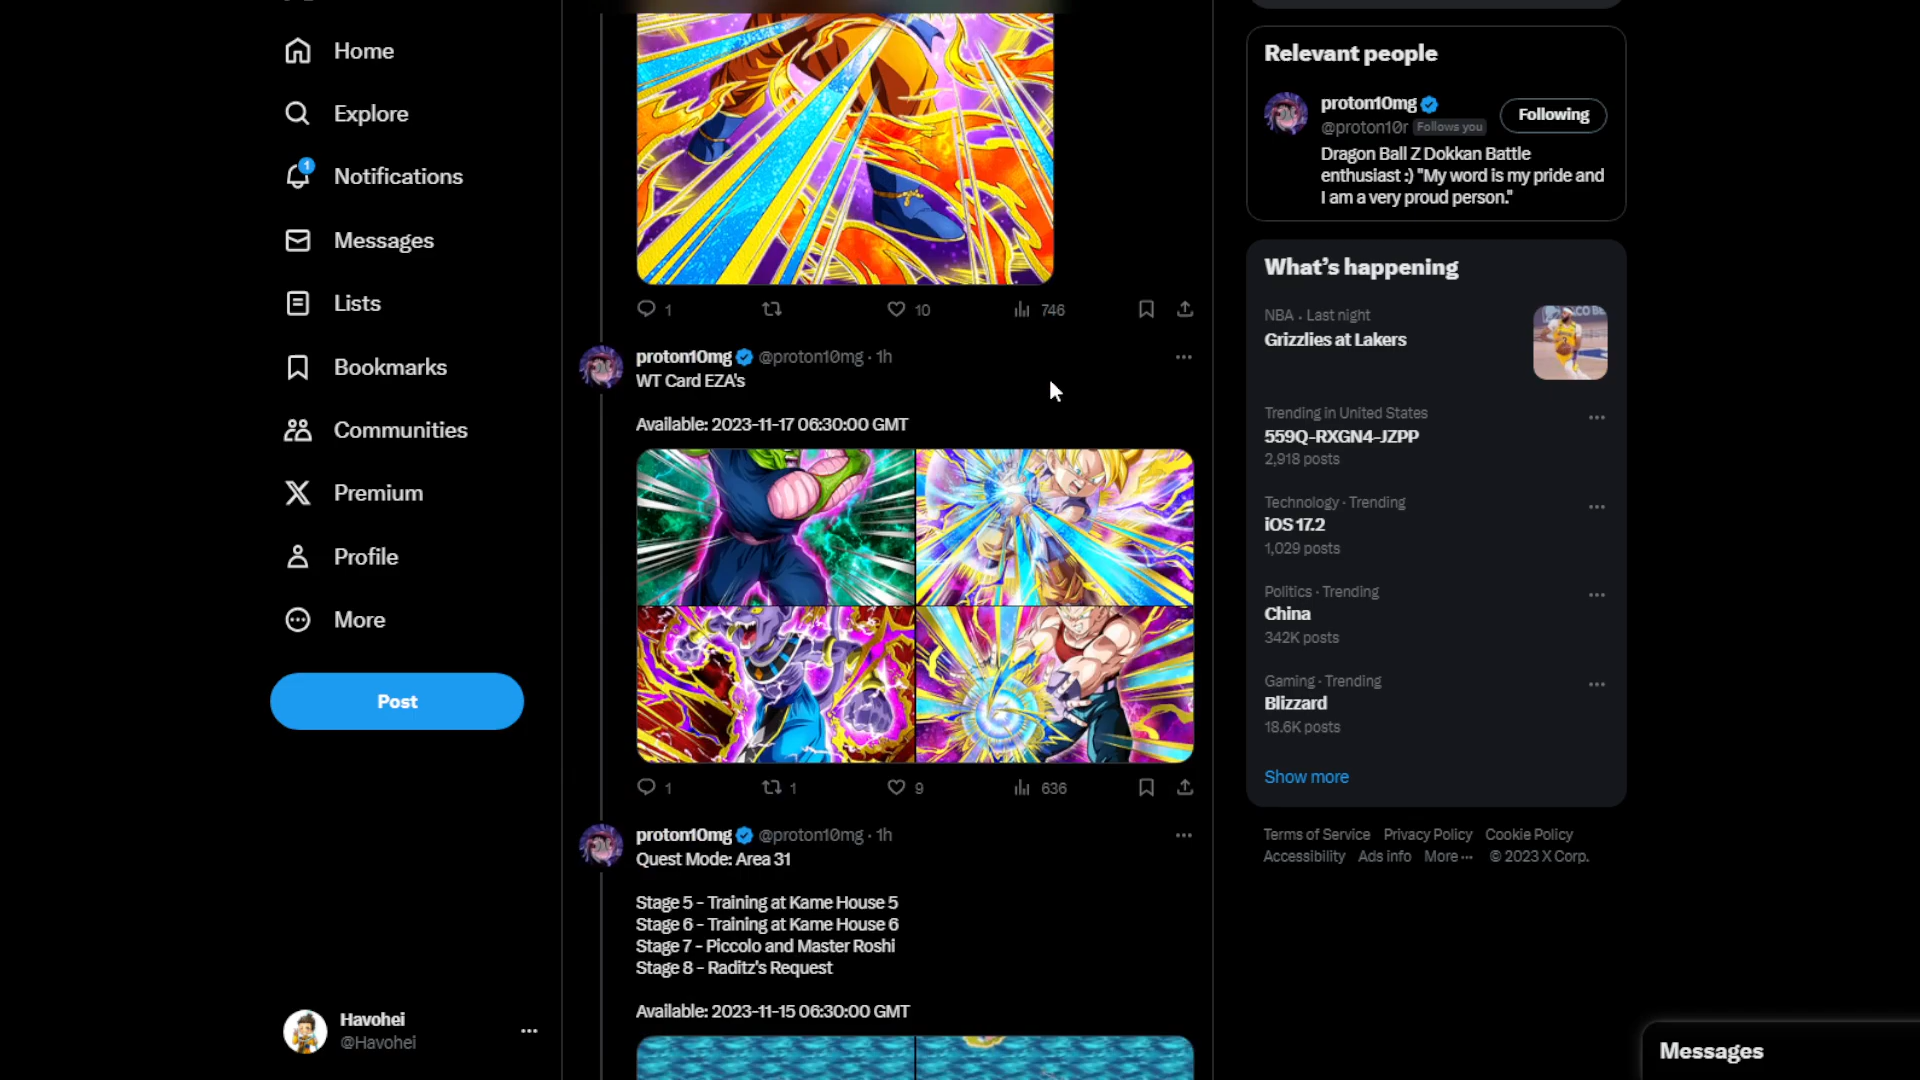 Home
Explore
1
Notifications
Messages
Lists
Bookmarks
Communities
Premium
Profile
More
Post
Havohei
@Havohei
1
10
746
proton10mg @proton10mg · 1h
WT Card EZA's
Available: 2023-11-17 06:30:00 GMT
1
1
9
636
proton10mg @proton10mg · 1h
Quest Mode: Area 31
Stage 5 - Training at Kame House 5
Stage 6 - Training at Kame House 6
Stage 7 - Piccolo and Master Roshi
Stage 8 - Raditz's Request
Available: 2023-11-15 06:30:00 GMT
Relevant people
proton10mg
@proton10r Follows you
Following
Dragon Ball Z Dokkan Battle
enthusiast :) "My word is my pride and
I am a very proud person."
What's happening
NBA · Last night
Grizzlies at Lakers
Trending in United States
559Q-RXGN4-JZPP
2,918 posts
Technology · Trending
iOS 17.2
1,029 posts
Politics · Trending
China
342K posts
Gaming · Trending
Blizzard
18.6K posts
Show more
Terms of Service Privacy Policy Cookie Policy
Accessibility Ads info More ··· © 2023 X Corp.
Messages